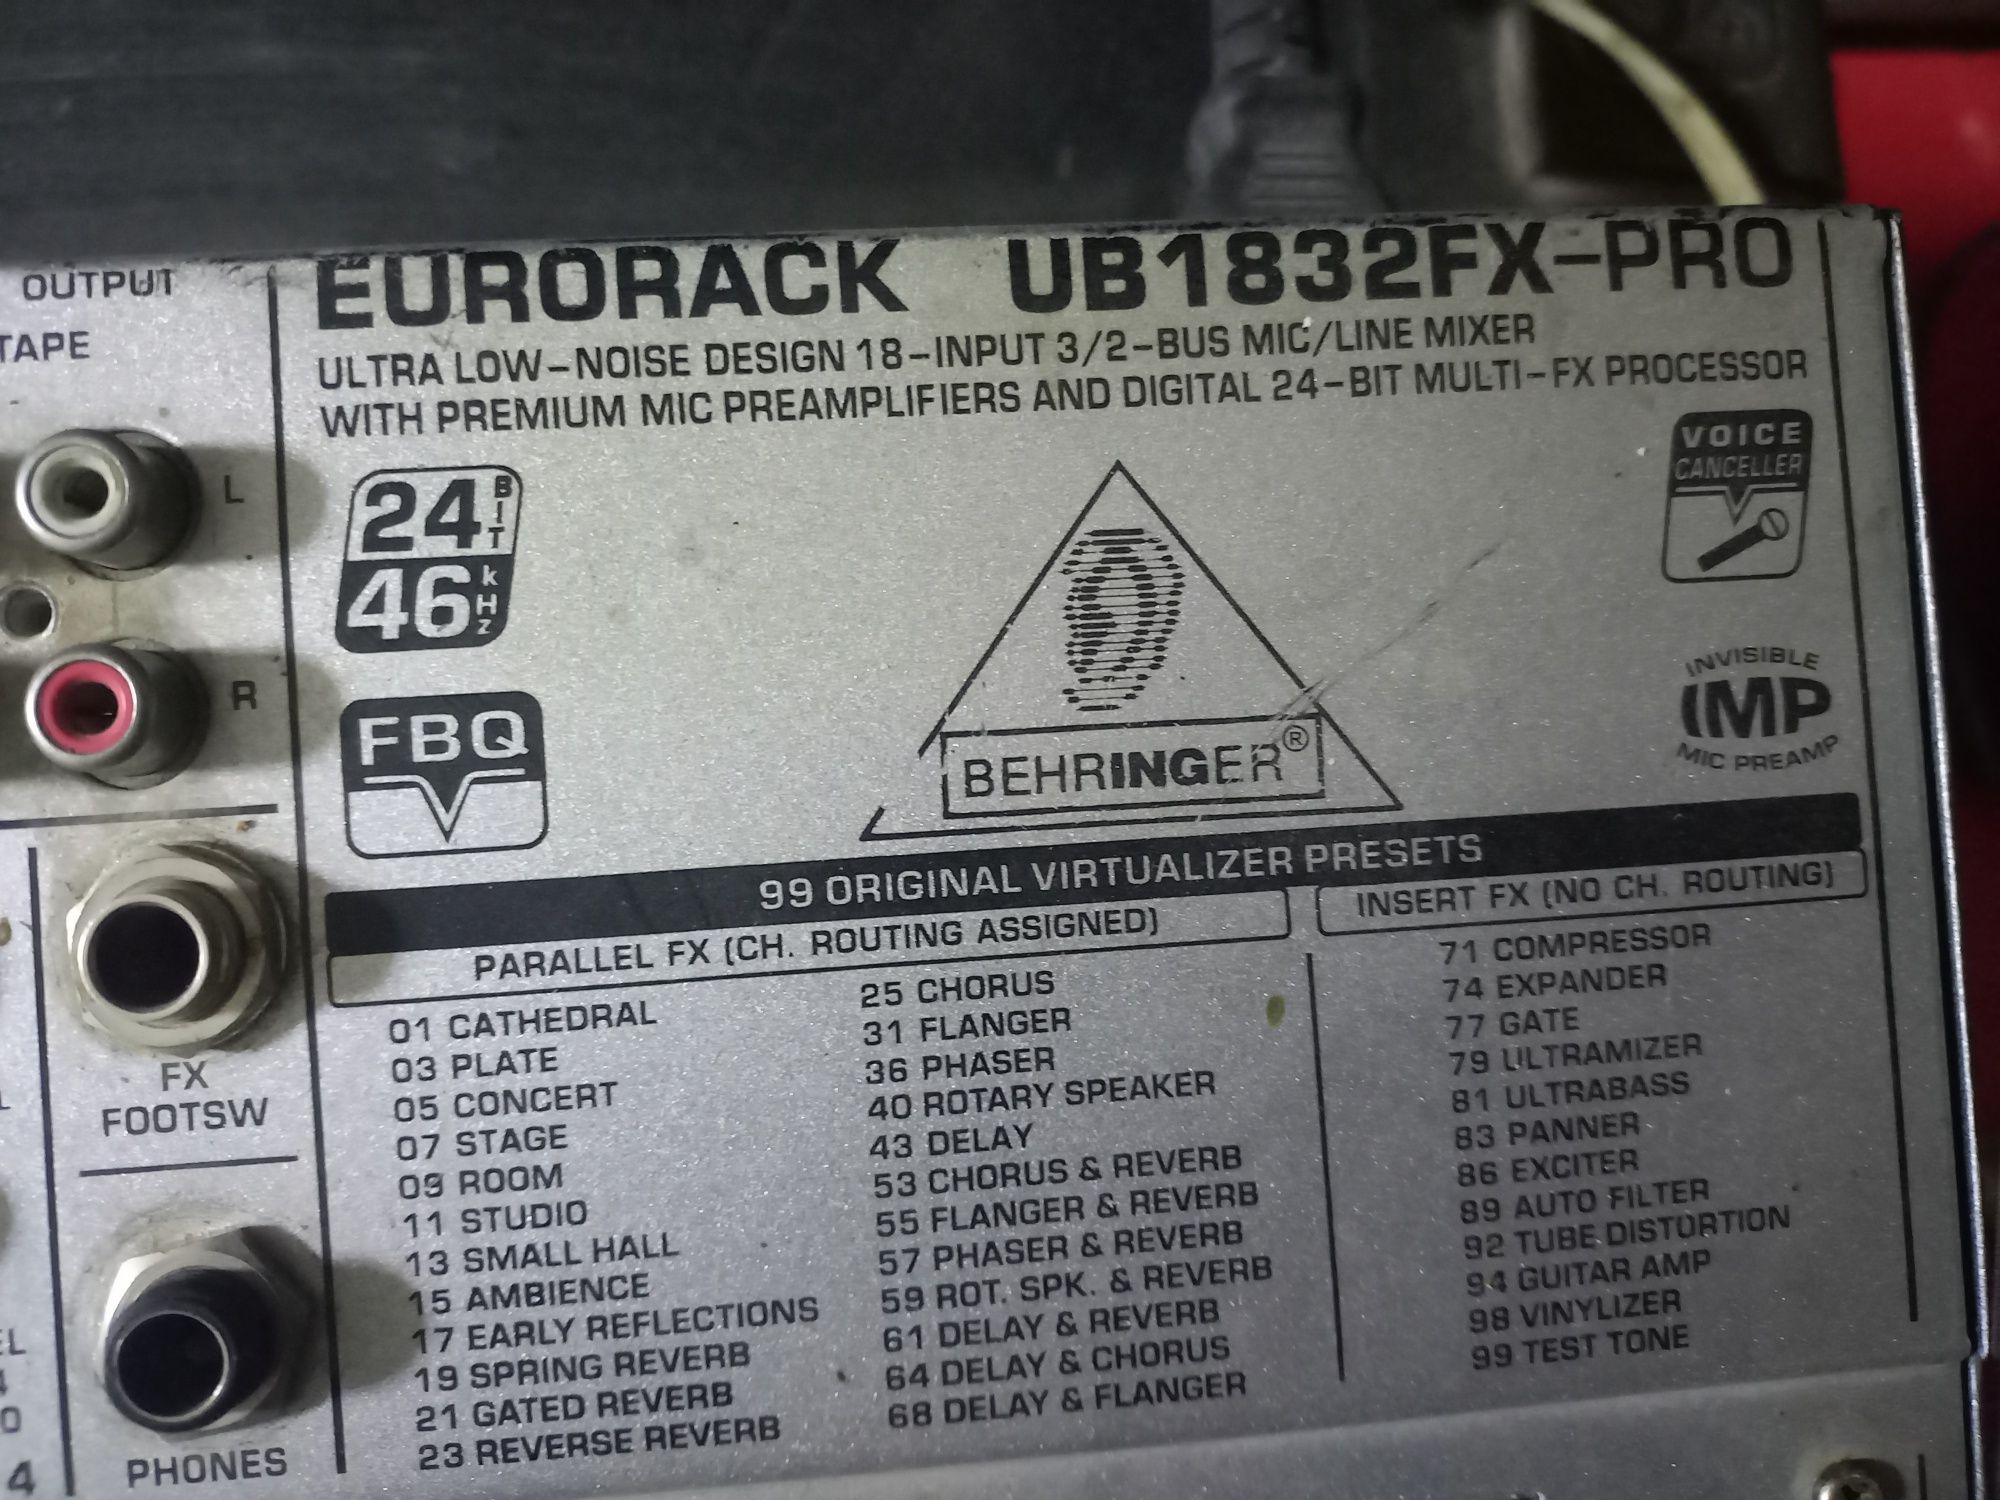 OUTPUT
TAPE
L
R
FX
FOOTSW
PHONES
4
EURORACK UB1832FX-PRO
ULTRA LOW-NOISE DESIGN 18-INPUT 3/2-BUS MIC/LINE MIXER
WITH PREMIUM MIC PREAMPLIFIERS AND DIGITAL 24-BIT MULTI-FX PROCESSOR
24 BIT
46 kHz
FBQ
BEHRINGER®
VOICE
CANCELLER
INVISIBLE
IMP
MIC PREAMP
99 ORIGINAL VIRTUALIZER PRESETS
PARALLEL FX (CH. ROUTING ASSIGNED)
01 CATHEDRAL
03 PLATE
05 CONCERT
07 STAGE
09 ROOM
11 STUDIO
13 SMALL HALL
15 AMBIENCE
17 EARLY REFLECTIONS
19 SPRING REVERB
21 GATED REVERB
23 REVERSE REVERB
25 CHORUS
31 FLANGER
36 PHASER
40 ROTARY SPEAKER
43 DELAY
53 CHORUS & REVERB
55 FLANGER & REVERB
57 PHASER & REVERB
59 ROT. SPK. & REVERB
61 DELAY & REVERB
64 DELAY & CHORUS
68 DELAY & FLANGER
INSERT FX (NO CH. ROUTING)
71 COMPRESSOR
74 EXPANDER
77 GATE
79 ULTRAMIZER
81 ULTRABASS
83 PANNER
86 EXCITER
89 AUTO FILTER
92 TUBE DISTORTION
94 GUITAR AMP
98 VINYLIZER
99 TEST TONE